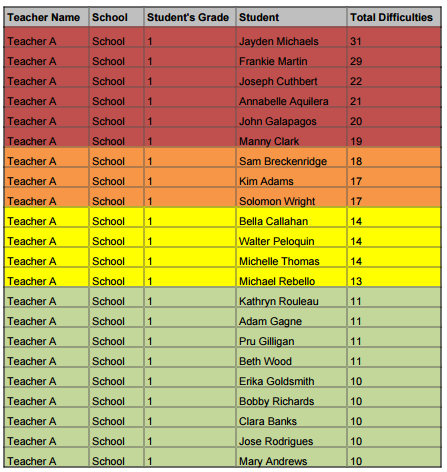 Teacher Name School Student's Grade Student Total Difficulties
Teacher A School 1 Jayden Michaels 31
Teacher A School 1 Frankie Martin 29
Teacher A School 1 Joseph Cuthbert 22
Teacher A School 1 Annabelle Aquilera 21
Teacher A School 1 John Galapagos 20
Teacher A School 1 Manny Clark 19
Teacher A School 1 Sam Breckenridge 18
Teacher A School 1 Kim Adams 17
Teacher A School 1 Solomon Wright 17
Teacher A School 1 Bella Callahan 14
Teacher A School 1 Walter Peloquin 14
Teacher A School 1 Michelle Thomas 14
Teacher A School 1 Michael Rebello 13
Teacher A School 1 Kathryn Rouleau 11
Teacher A School 1 Adam Gagne 11
Teacher A School 1 Pru Gilligan 11
Teacher A School 1 Beth Wood 11
Teacher A School 1 Erika Goldsmith 10
Teacher A School 1 Bobby Richards 10
Teacher A School 1 Clara Banks 10
Teacher A School 1 Jose Rodrigues 10
Teacher A School 1 Mary Andrews 10